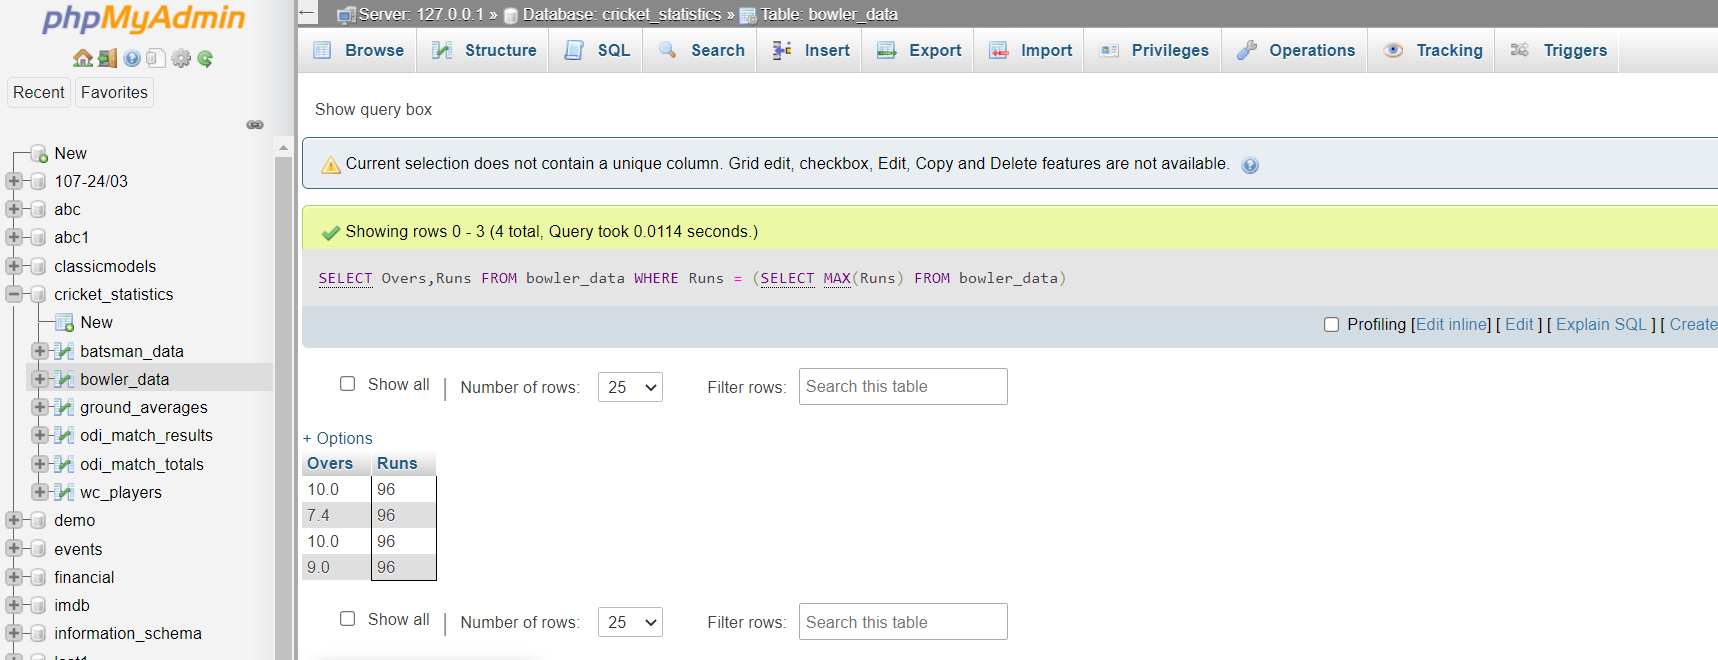 phpMyAdmin
Recent Favorites
New
107-24/03
abc
abc1
classicmodels
cricket_statistics
New
batsman_data
bowler_data
ground_averages
odi_match_results
odi_match_totals
wc_players
demo
events
financial
imdb
information_schema
Server: 127.0.0.1 » Database: cricket_statistics » Table: bowler_data
Browse Structure SQL Search Insert Export Import Privileges Operations Tracking Triggers
Show query box
Current selection does not contain a unique column. Grid edit, checkbox, Edit, Copy and Delete features are not available.
Showing rows 0 - 3 (4 total, Query took 0.0114 seconds.)
SELECT Overs,Runs FROM bowler_data WHERE Runs = (SELECT MAX(Runs) FROM bowler_data)
Profiling [Edit inline] [ Edit ] [ Explain SQL ] [ Create
Show all | Number of rows: 25 Filter rows: Search this table
+ Options
Overs Runs
10.0 96
7.4 96
10.0 96
9.0 96
Show all | Number of rows: 25 Filter rows: Search this table